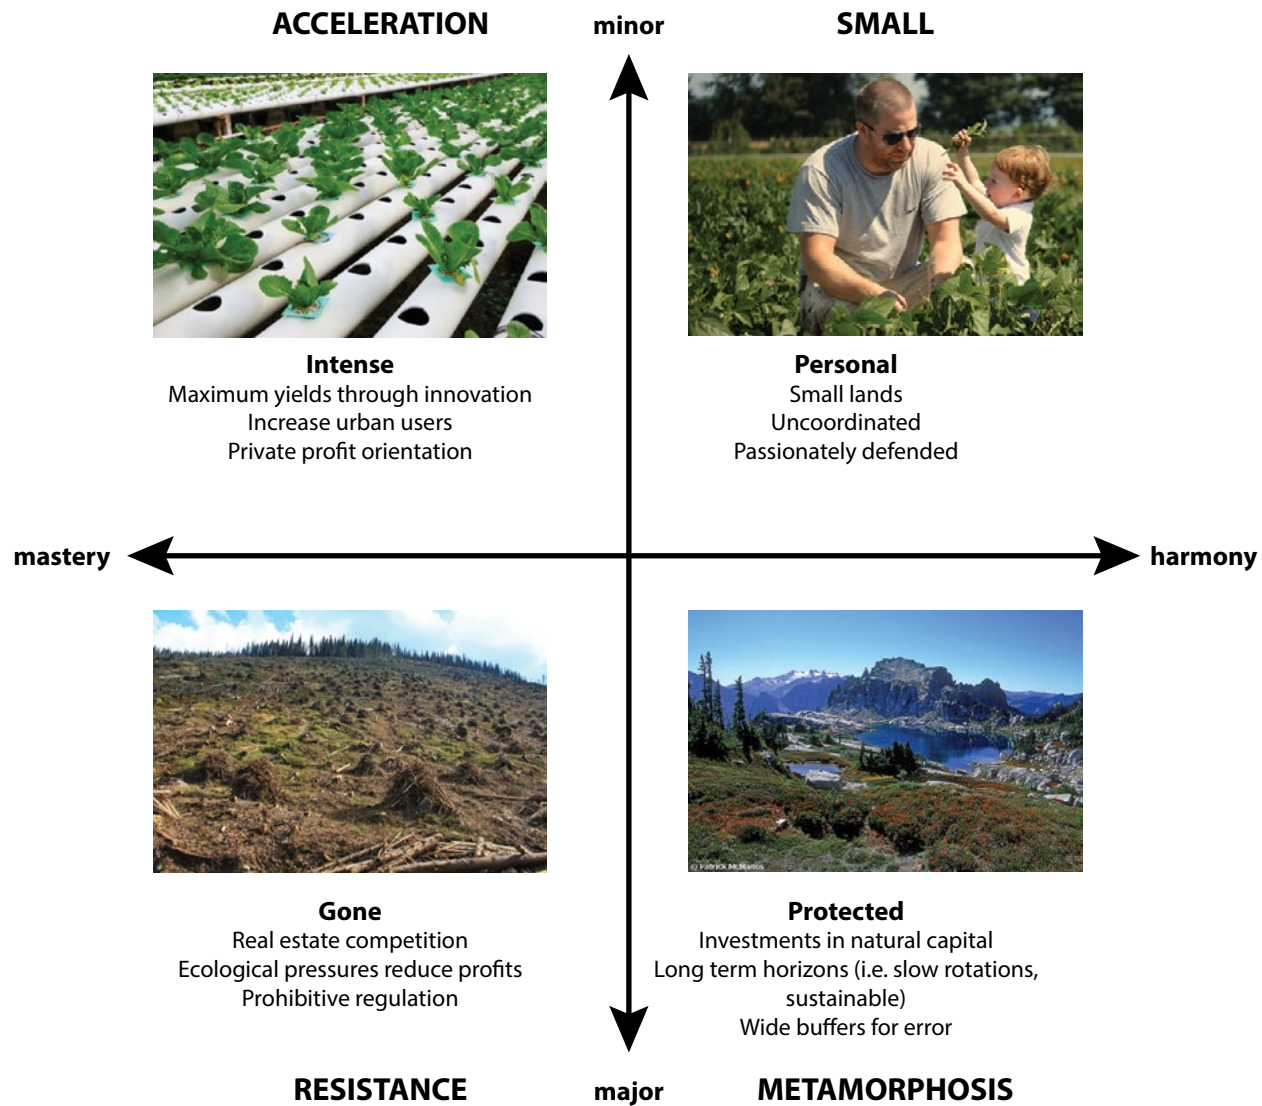 ACCELERATION
minor
SMALL
Intense
Maximum yields through innovation
Increase urban users
Private profit orientation
Personal
Small lands
Uncoordinated
Passionately defended
mastery
harmony
© Patrick McManus
Gone
Real estate competition
Ecological pressures reduce profits
Prohibitive regulation
Protected
Investments in natural capital
Long term horizons (i.e. slow rotations,
sustainable)
Wide buffers for error
RESISTANCE
major
METAMORPHOSIS